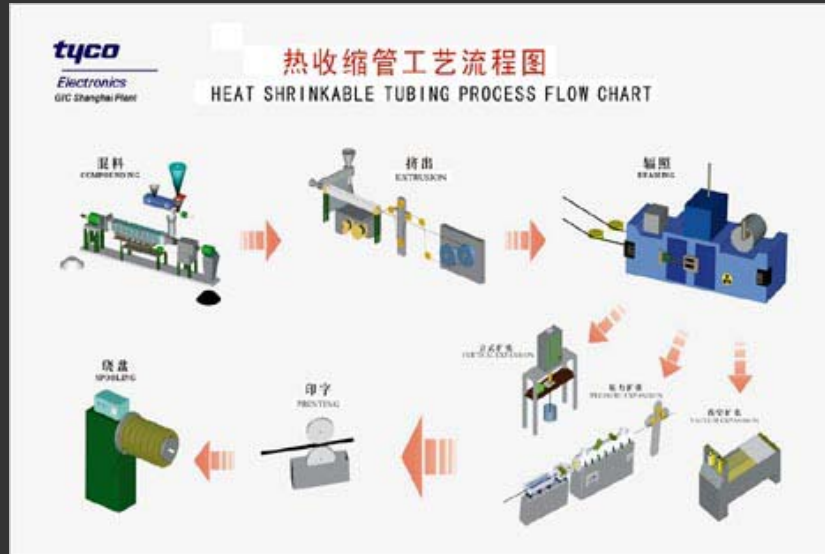 tyco
Electronics
GIC Shanghai Plant
热收缩管工艺流程图
HEAT SHRINKABLE TUBING PROCESS FLOW CHART
混料
COMPOUNDING
挤出
EXTRUSION
辐照
BEAMING
立式扩张
VERTICAL EXPANSION
压力扩张
PRESSURE EXPANSION
真空扩张
VACUUM EXPANSION
印字
PRINTING
绕盘
SPOOLING